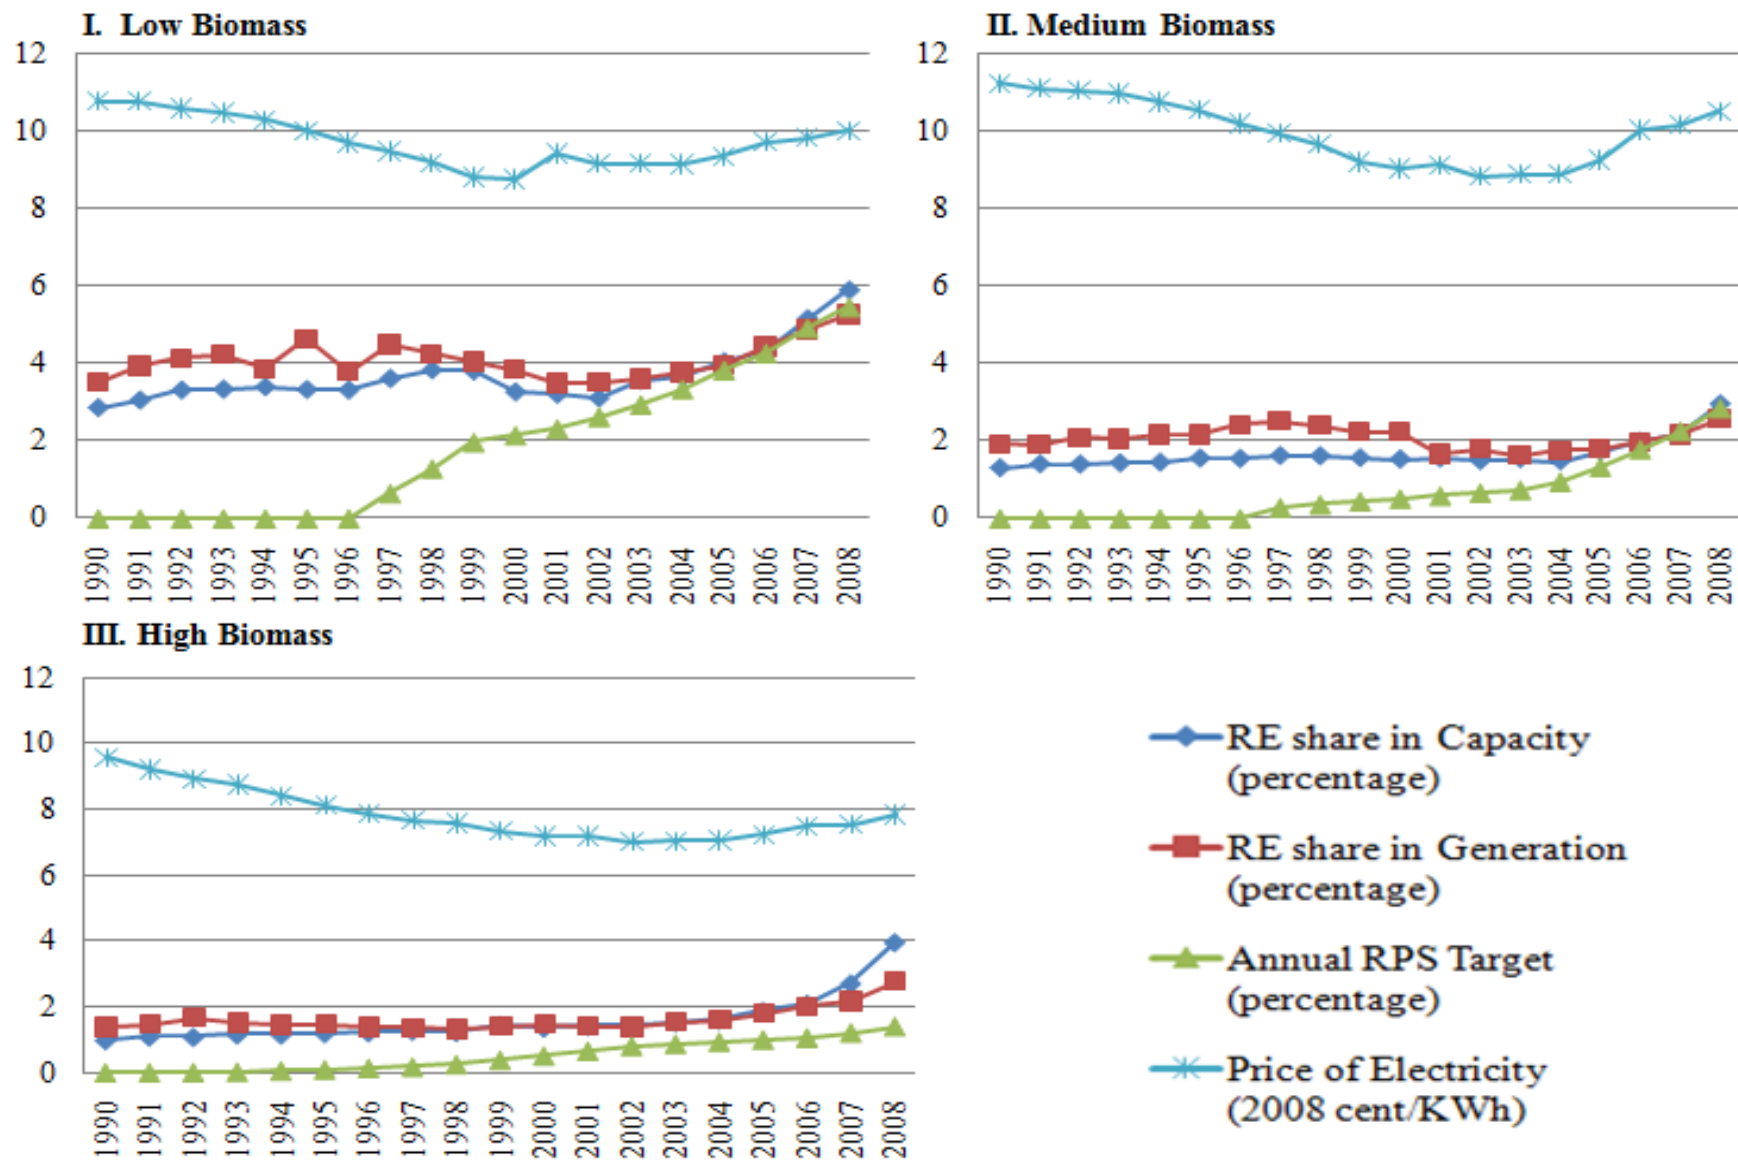 I. Low Biomass
12
10
8
6
4
2
0
1990 1991 1992 1993 1994 1995 1996 1997 1998 1999 2000 2001 2002 2003 2004 2005 2006 2007 2008
II. Medium Biomass
12
10
8
6
4
2
0
1990 1991 1992 1993 1994 1995 1996 1997 1998 1999 2000 2001 2002 2003 2004 2005 2006 2007 2008
III. High Biomass
12
10
8
6
4
2
0
1990 1991 1992 1993 1994 1995 1996 1997 1998 1999 2000 2001 2002 2003 2004 2005 2006 2007 2008
RE share in Capacity
(percentage)
RE share in Generation
(percentage)
Annual RPS Target
(percentage)
Price of Electricity
(2008 cent/KWh)